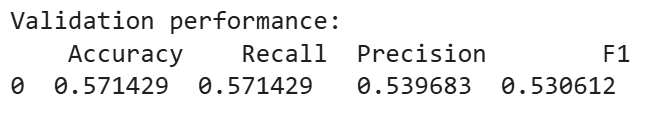 Validation performance:
Accuracy Recall Precision F1
0 0.571429 0.571429 0.539683 0.530612